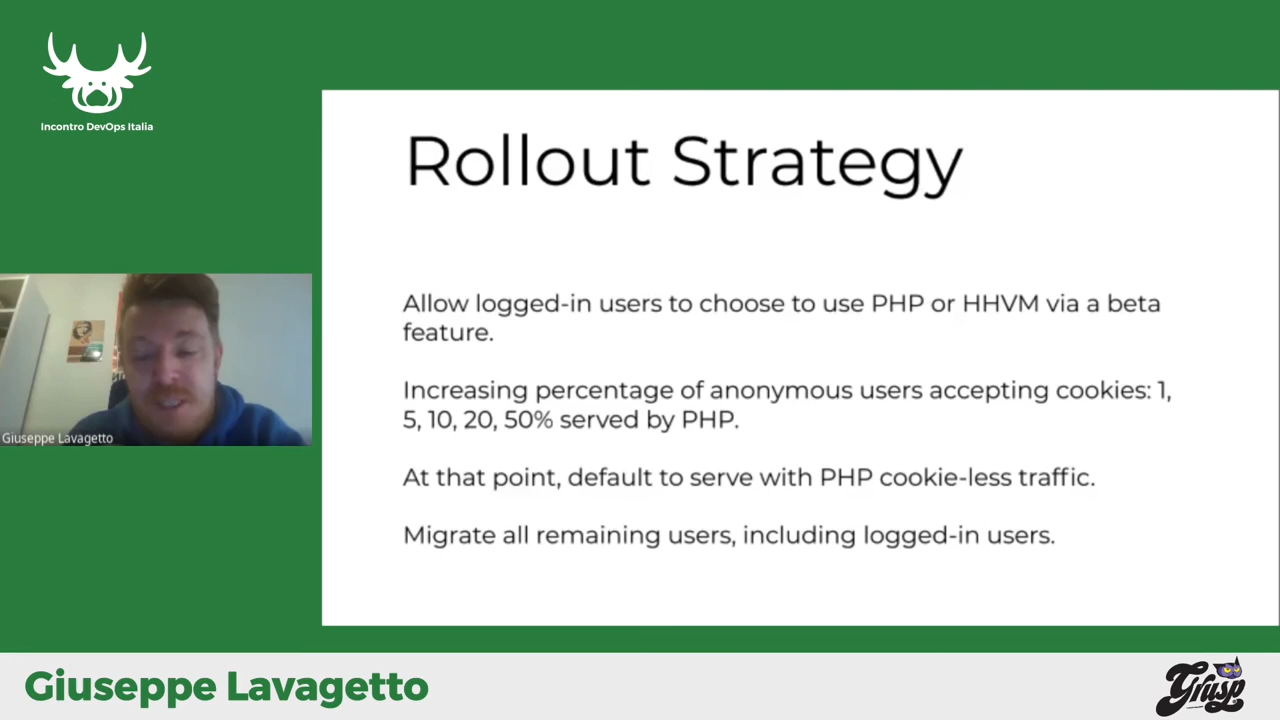 Incontro DevOps Italia
Rollout Strategy
Allow logged-in users to choose to use PHP or HHVM via a beta
feature.
Increasing percentage of anonymous users accepting cookies: 1,
5, 10, 20, 50% served by PHP.
At that point, default to serve with PHP cookie-less traffic.
Migrate all remaining users, including logged-in users.
Giuseppe Lavagetto
Giuseppe Lavagetto
Grusp